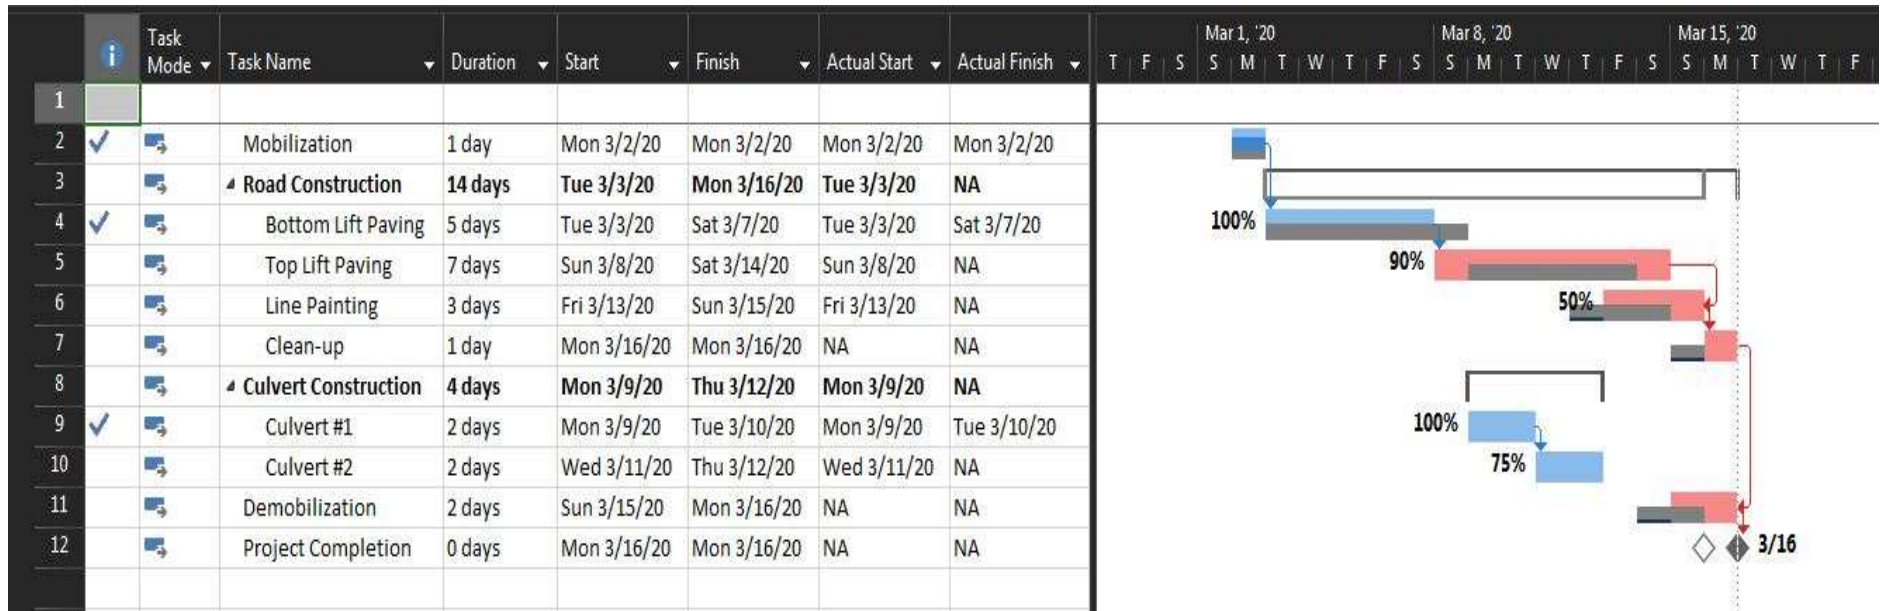 Task Mode Task Name Duration Start Finish Actual Start Actual Finish Mar 1, '20 Mar 8, '20 Mar 15, '20
T F S S M T W T F S S M T W T F S S M T W T F
1
2 Mobilization 1 day Mon 3/2/20 Mon 3/2/20 Mon 3/2/20 Mon 3/2/20
3 Road Construction 14 days Tue 3/3/20 Mon 3/16/20 Tue 3/3/20 NA
4 Bottom Lift Paving 5 days Tue 3/3/20 Sat 3/7/20 Tue 3/3/20 Sat 3/7/20 100%
5 Top Lift Paving 7 days Sun 3/8/20 Sat 3/14/20 Sun 3/8/20 NA 90%
6 Line Painting 3 days Fri 3/13/20 Sun 3/15/20 Fri 3/13/20 NA 50%
7 Clean-up 1 day Mon 3/16/20 Mon 3/16/20 NA NA
8 Culvert Construction 4 days Mon 3/9/20 Thu 3/12/20 Mon 3/9/20 NA
9 Culvert #1 2 days Mon 3/9/20 Tue 3/10/20 Mon 3/9/20 Tue 3/10/20 100%
10 Culvert #2 2 days Wed 3/11/20 Thu 3/12/20 Wed 3/11/20 NA 75%
11 Demobilization 2 days Sun 3/15/20 Mon 3/16/20 NA NA
12 Project Completion 0 days Mon 3/16/20 Mon 3/16/20 NA NA 3/16